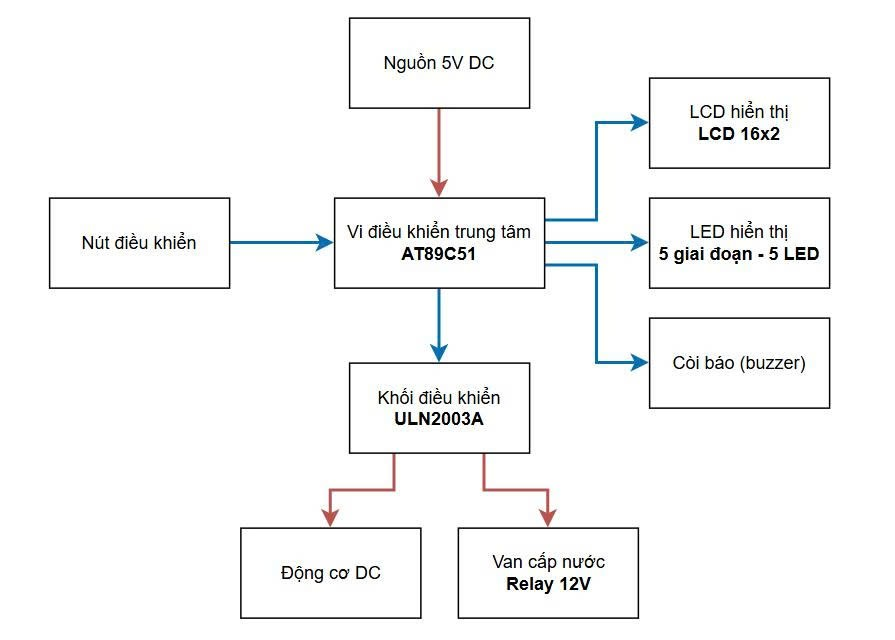 Nguồn 5V DC
LCD hiển thị
LCD 16x2
Nút điều khiển
Vi điều khiển trung tâm
AT89C51
LED hiển thị
5 giai đoạn - 5 LED
Còi báo (buzzer)
Khối điều khiển
ULN2003A
Động cơ DC
Van cấp nước
Relay 12V